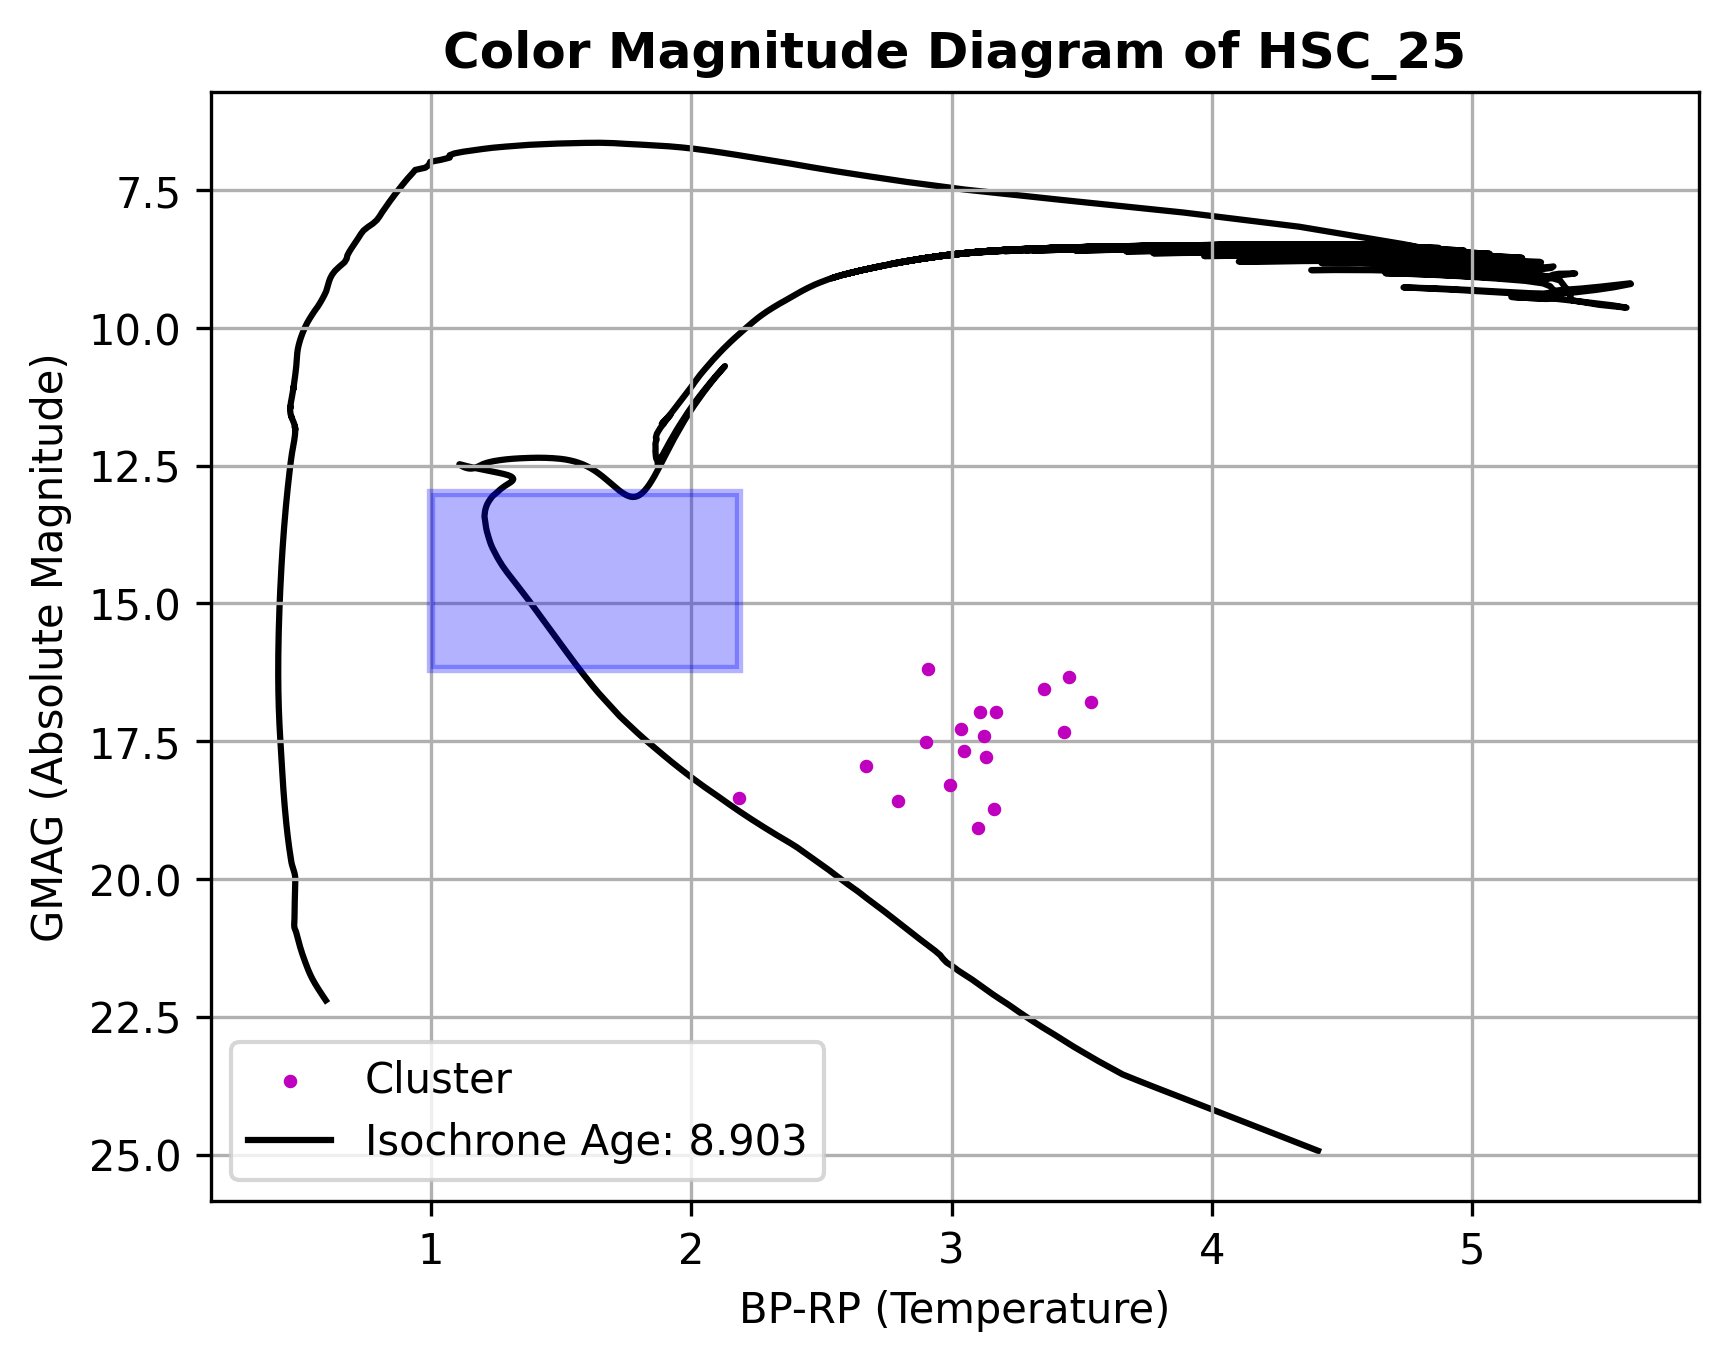 Color Magnitude Diagram of HSC_25
7.5
10.0
12.5
15.0
17.5
20.0
22.5
25.0
GMAG (Absolute Magnitude)
Cluster
Isochrone Age: 8.903
1 2 3 4 5
BP-RP (Temperature)